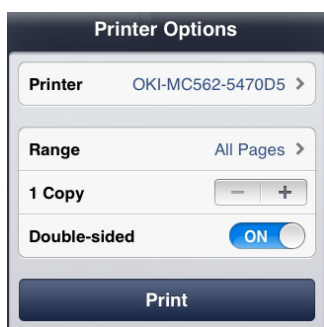 Printer Options
Printer OKI-MC562-5470D5 >
Range All Pages >
1 Copy − +
Double-sided ON
Print